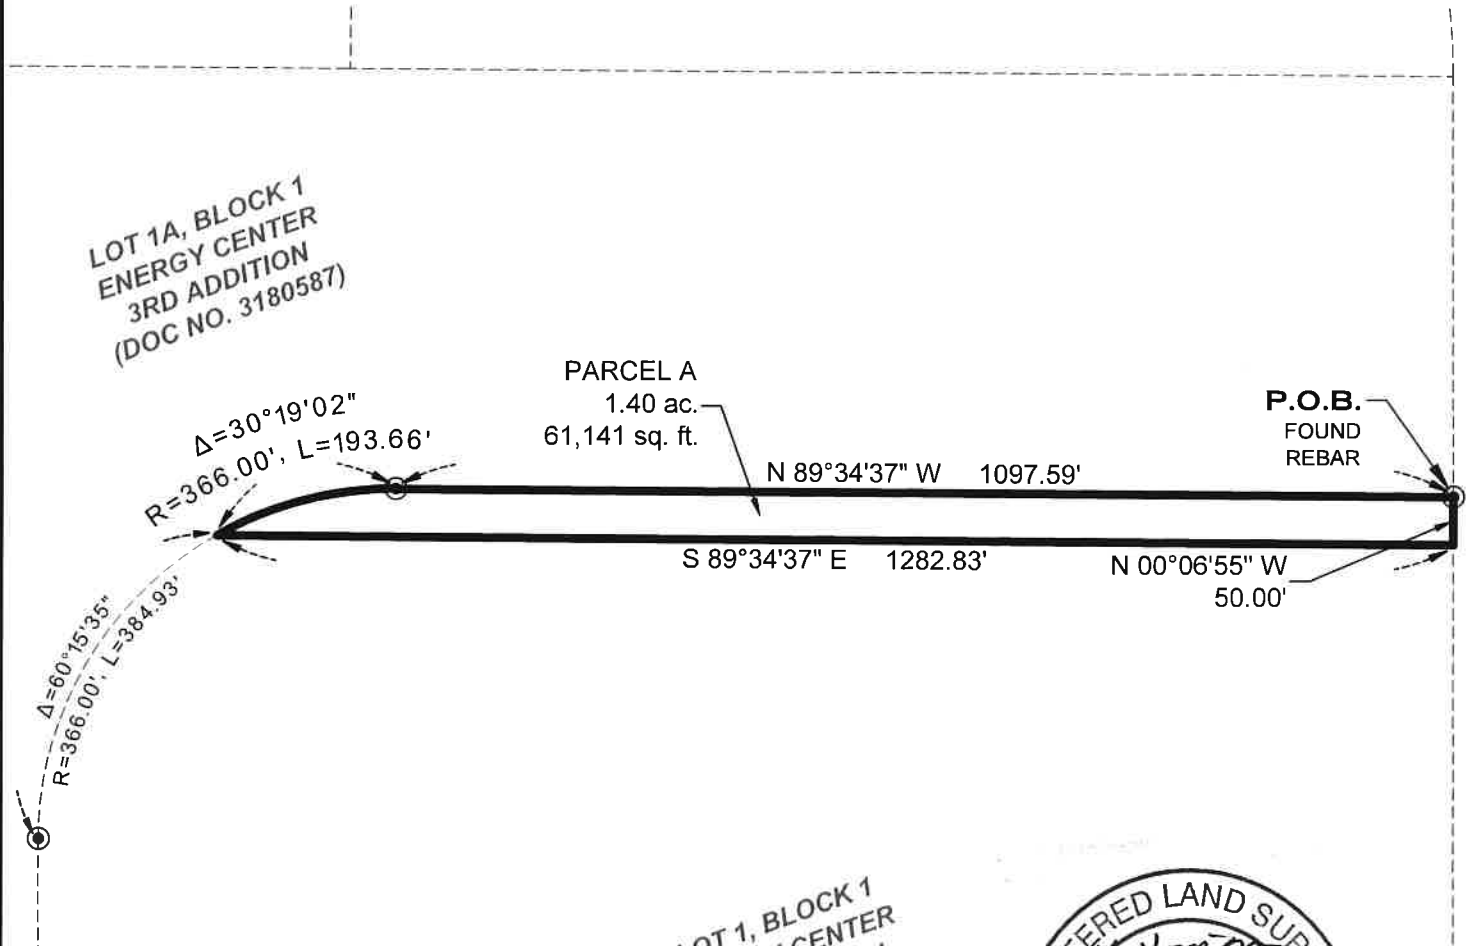 LOT 1A, BLOCK 1
ENERGY CENTER
3RD ADDITION
(DOC NO. 3180587)
PARCEL A
1.40 ac.
61,141 sq. ft.
P.O.B.
FOUND
REBAR
Δ=30°19'02"
R=366.00', L=193.66'
N 89°34'37" W 1097.59'
S 89°34'37" E 1282.83'
N 00°06'55" W
50.00'
Δ=60°15'35"
R=366.00', L=384.93'
LOT 1, BLOCK 1
CENTER
LAND